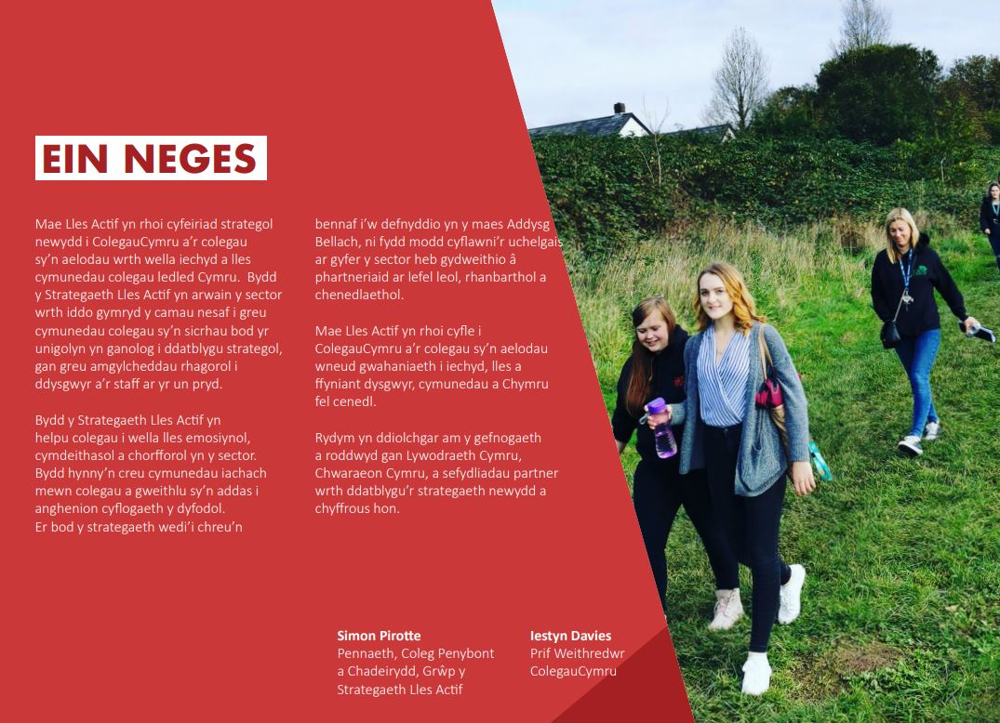 EIN NEGES
Mae Lles Actif yn rhoi cyfeiriad strategol
newydd i ColegauCymru a'r colegau
sy'n aelodau wrth wella iechyd a lles
cymunedau colegau ledled Cymru.  Bydd
y Strategaeth Lles Actif yn arwain y sector
wrth iddo gymryd y camau nesaf i greu
cymunedau colegau sy'n sicrhau bod yr
unigolyn yn ganolog i ddatblygu strategol,
gan greu amgylcheddau rhagorol i
ddysgwyr a'r staff ar yr un pryd.
Bydd y Strategaeth Lles Actif yn
helpu colegau i wella lles emosiynol,
cymdeithasol a chorfforol yn y sector.
Bydd hynny'n creu cymunedau iachach
mewn colegau a gweithlu sy'n addas i
anghenion cyflogaeth y dyfodol.
Er bod y strategaeth wedi'i chreu'n
bennaf i'w defnyddio yn y maes Addysg
Bellach, ni fydd modd cyflawni'r uchelgais
ar gyfer y sector heb gydweithio â
phartneriaid ar lefel leol, rhanbarthol a
chenedlaethol.
Mae Lles Actif yn rhoi cyfle i
ColegauCymru a'r colegau sy'n aelodau
wneud gwahaniaeth i iechyd, lles a
ffyniant dysgwyr, cymunedau a Chymru
fel cenedl.
Rydym yn ddiolchgar am y gefnogaeth
a roddwyd gan Lywodraeth Cymru,
Chwaraeon Cymru, a sefydliadau partner
wrth ddatblygu'r strategaeth newydd a
chyffrous hon.
Simon Pirotte
Pennaeth, Coleg Penybont
a Chadeirydd, Grŵp y
Strategaeth Lles Actif
Iestyn Davies
Prif Weithredwr
ColegauCymru